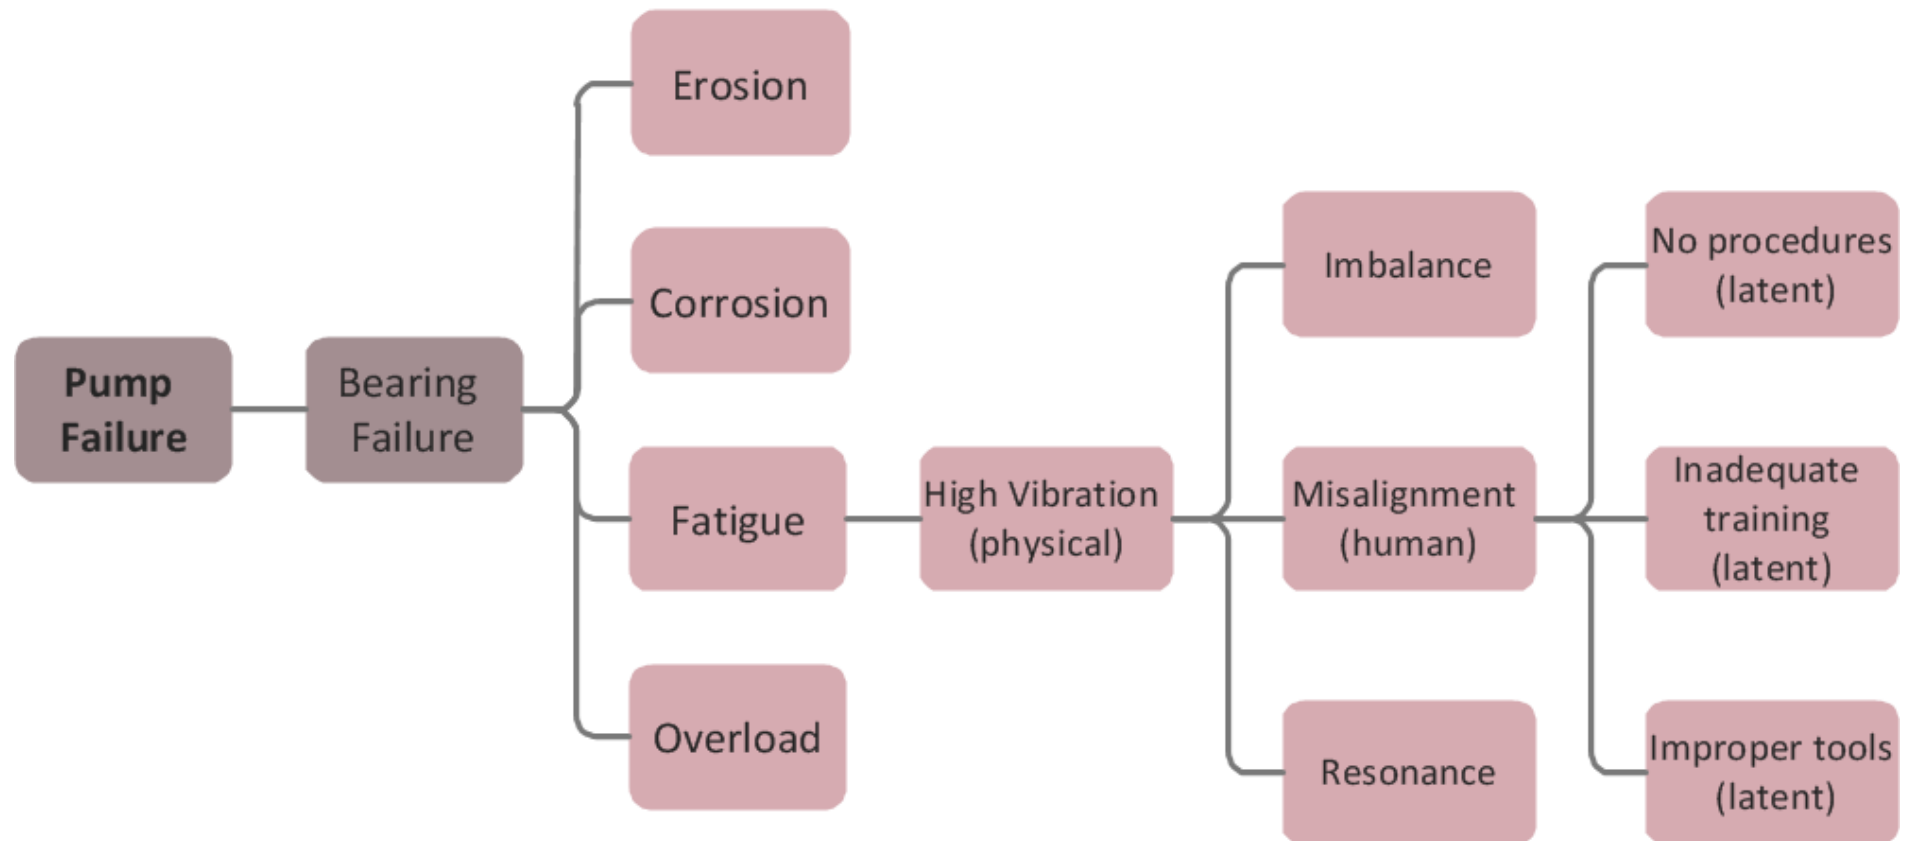 Pump
Failure
Bearing
Failure
Erosion
Corrosion
Fatigue
Overload
High Vibration
(physical)
Imbalance
Misalignment
(human)
Resonance
No procedures
(latent)
Inadequate
training
(latent)
Improper tools
(latent)